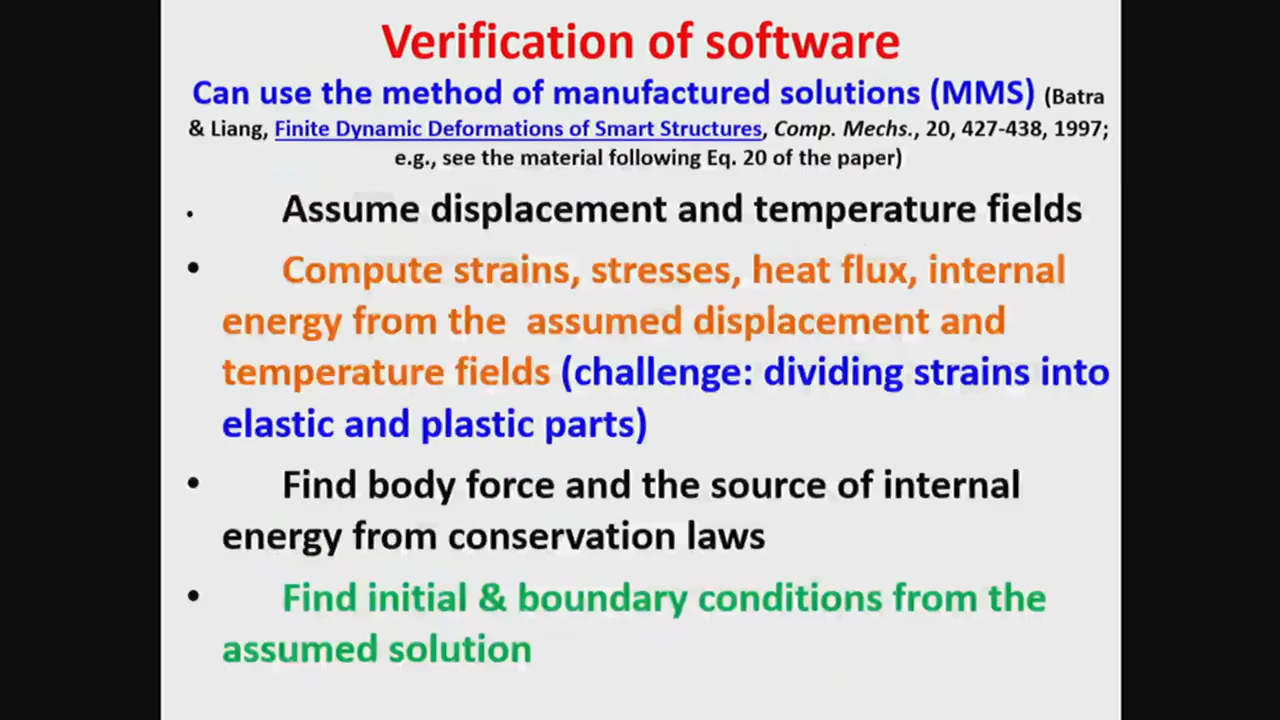 Verification of software
Can use the method of manufactured solutions (MMS) (Batra
& Liang, Finite Dynamic Deformations of Smart Structures, Comp. Mechs., 20, 427-438, 1997;
e.g., see the material following Eq. 20 of the paper)
• Assume displacement and temperature fields
• Compute strains, stresses, heat flux, internal
energy from the assumed displacement and
temperature fields (challenge: dividing strains into
elastic and plastic parts)
• Find body force and the source of internal
energy from conservation laws
• Find initial & boundary conditions from the
assumed solution